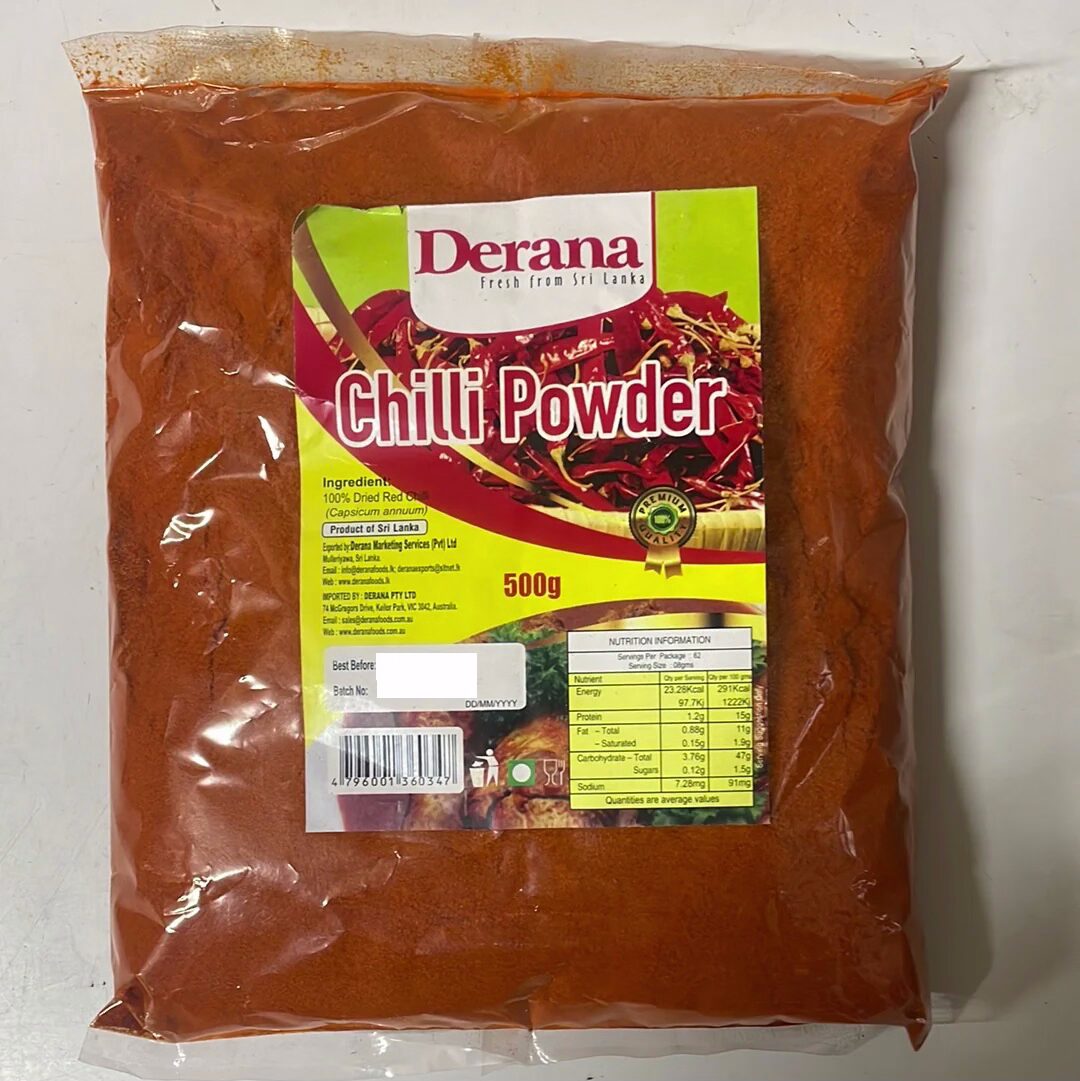 Derana
Fresh from Sri Lanka
Chilli Powder
Ingredient:
100% Dried Red Chilli
(Capsicum annuum)
Product of Sri Lanka
Exported by:Derana Marketing Services (Pvt) Ltd
Mulleriyawa, Sri Lanka.
Email : info@deranafoods.lk; deranaexports@sltnet.lk
Web : www.deranafoods.lk
IMPORTED BY : DERANA PTY LTD
74 McGregors Drive, Keilor Park, VIC 3042, Australia.
Email : sales@deranafoods.com.au
Web : www.deranafoods.com.au
PREMIUM
100%
QUALITY
500g
Best Before:
Batch No:
DD/MM/YYYY
4 796001 360347
NUTRITION INFORMATION
Servings Per Package : 62
Serving Size : 08gms
Nutrient Qty per Serving Qty per 100 gms
Energy 23.28Kcal 291Kcal
97.7Kj 1222Kj
Protein 1.2g 15g
Fat – Total 0.88g 11g
– Saturated 0.15g 1.9g
Carbohydrate – Total 3.76g 47g
Sugars 0.12g 1.5g
Sodium 7.28mg 91mg
Quantities are average values
Serving Suggestion Only